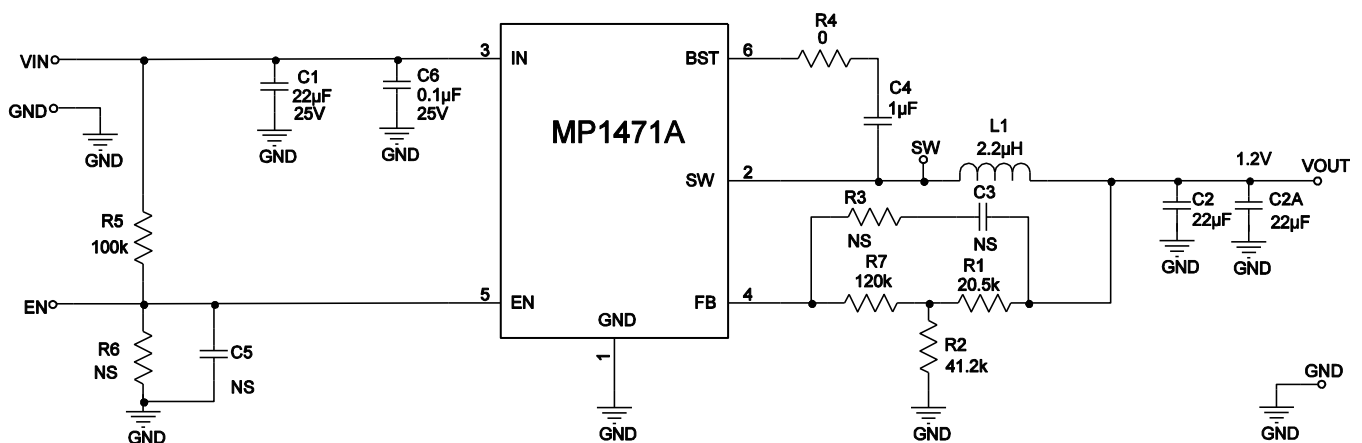 VIN
GND
GND
C1
22µF
25V
GND
C6
0.1µF
25V
GND
R5
100k
EN
R6
NS
C5
NS
GND
3
IN
5
EN
MP1471A
GND
1
GND
BST
6
SW
2
FB
4
R4
0
C4
1µF
SW
L1
2.2µH
1.2V
VOUT
R3
NS
C3
NS
R7
120k
R1
20.5k
R2
41.2k
GND
C2
22µF
GND
C2A
22µF
GND
GND
GND